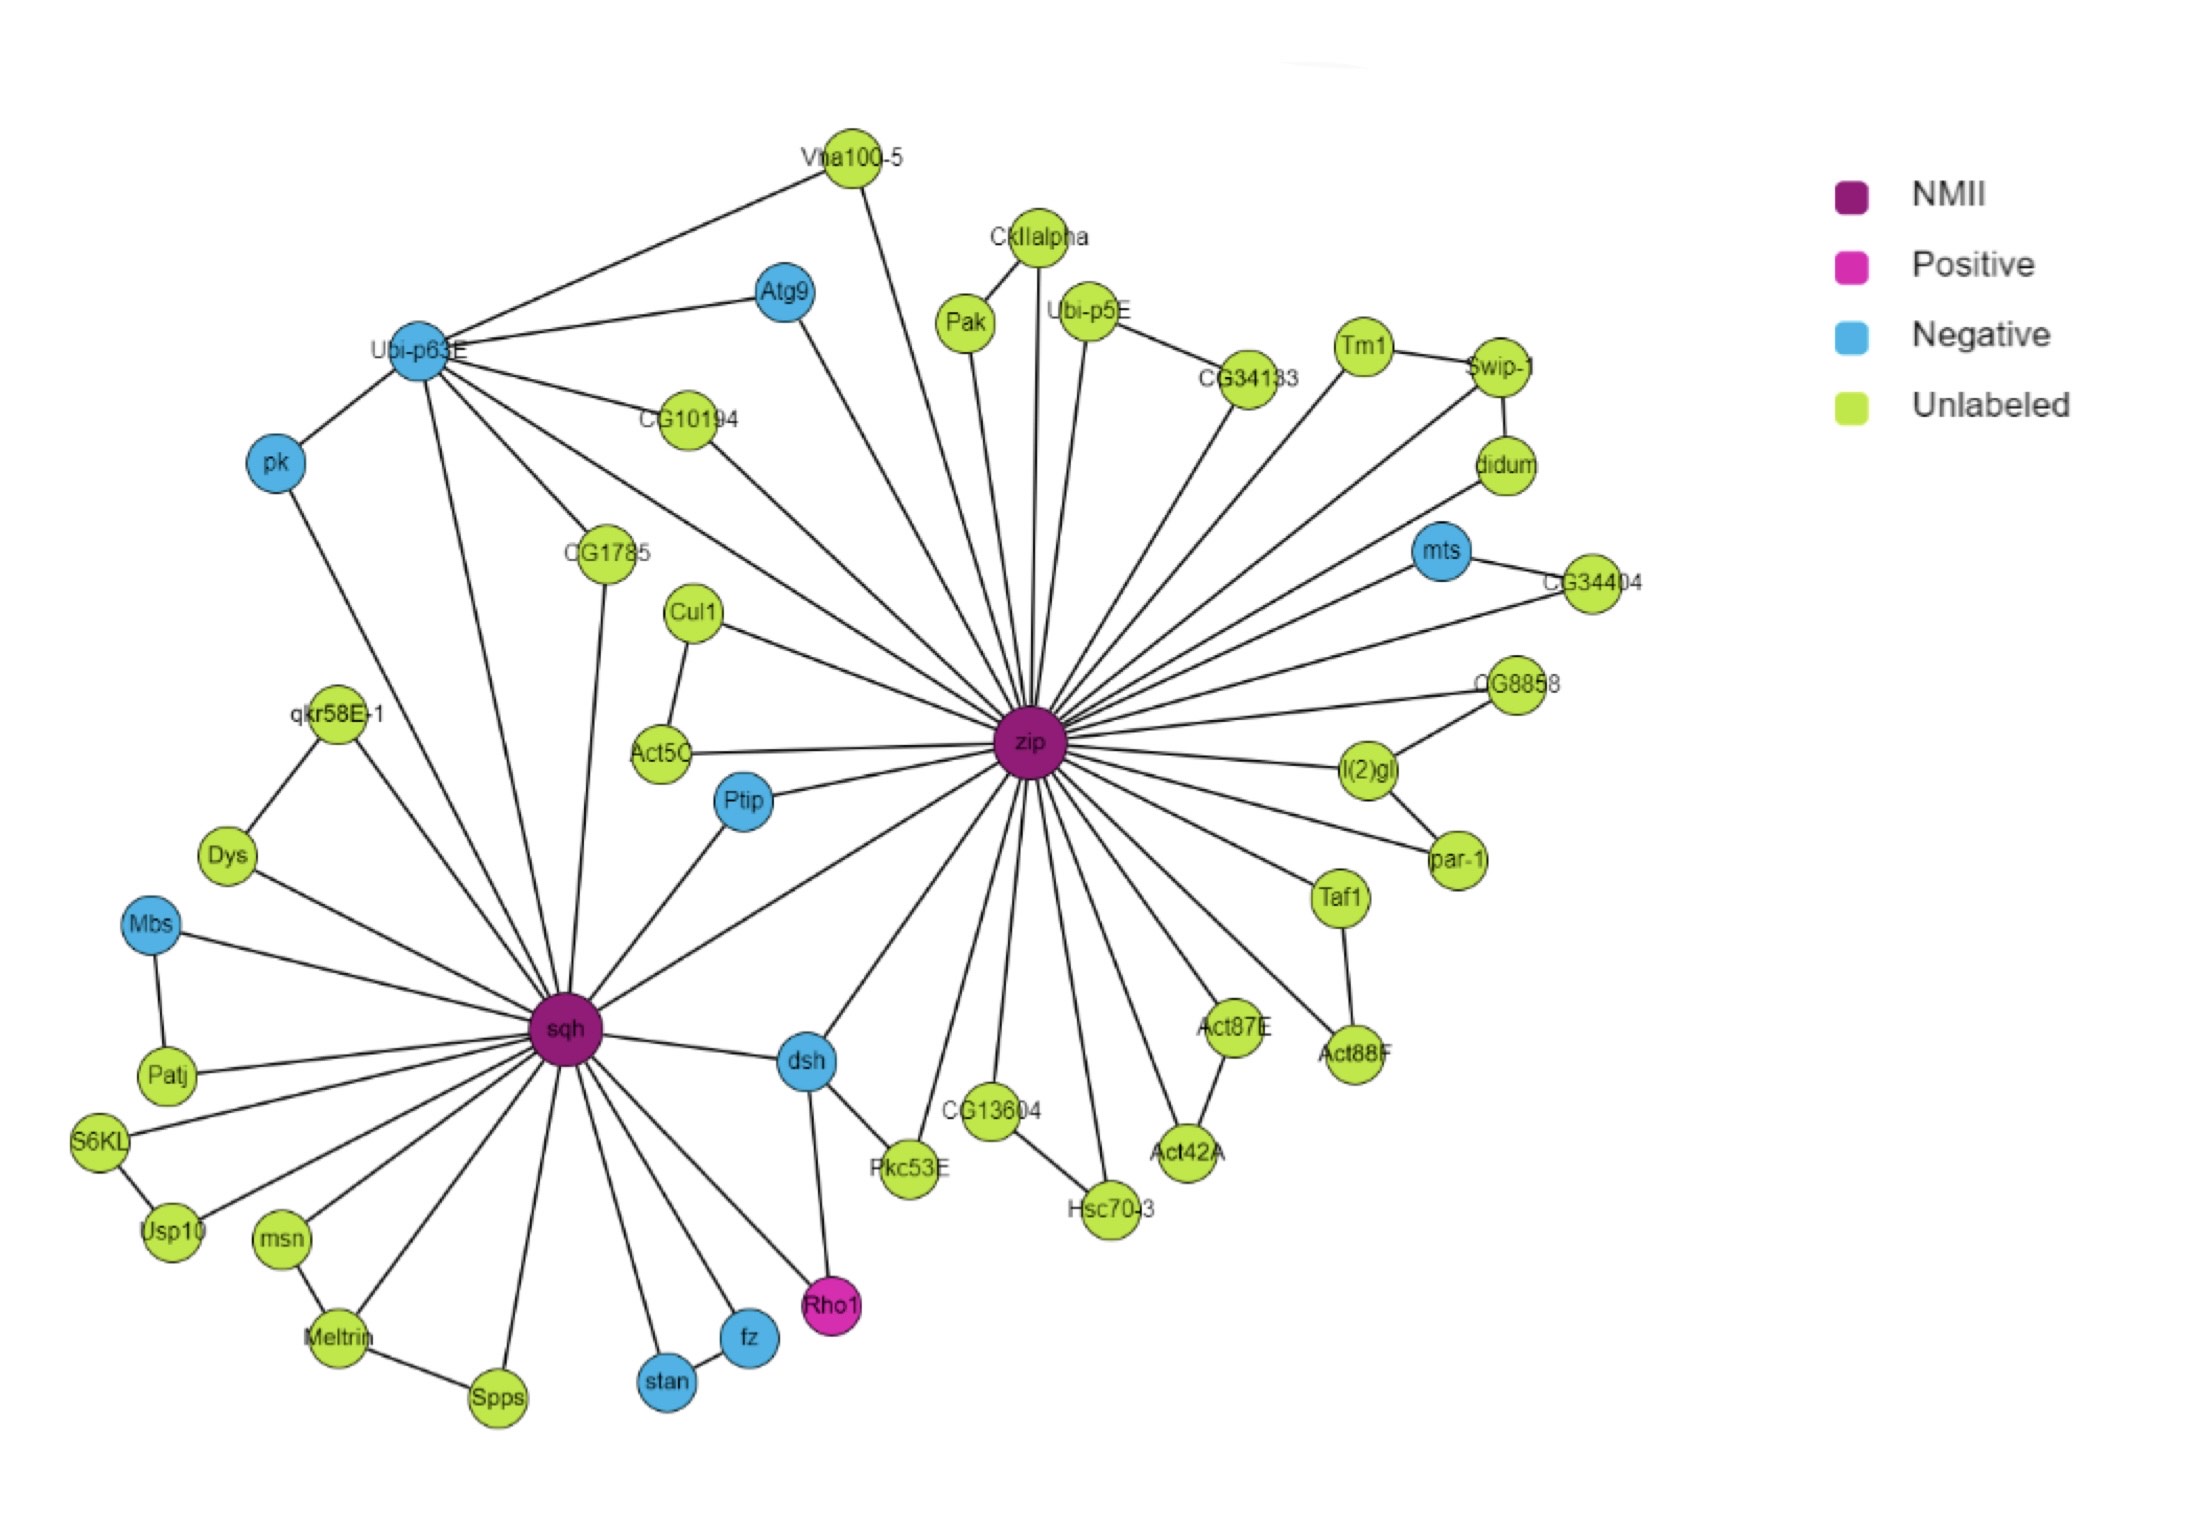 Vha100-5
NMII
CkIIalpha
Positive
Atg9
Ubi-p5E
Pak
Negative
Tm1
Ubi-p63E
Swip-1
CG34133
Unlabeled
CG10194
pk
didum
CG1785
mts
CG34404
Cul1
CG8858
qkr58E-1
zip
Act5C
l(2)gl
Ptip
Dys
par-1
Taf1
Mbs
Act87E
sqh
Act88F
dsh
Patj
CG13604
S6KL
Act42A
Pkc53E
Hsc70-3
Usp10
msn
Rho1
Meltrin
fz
stan
Spps